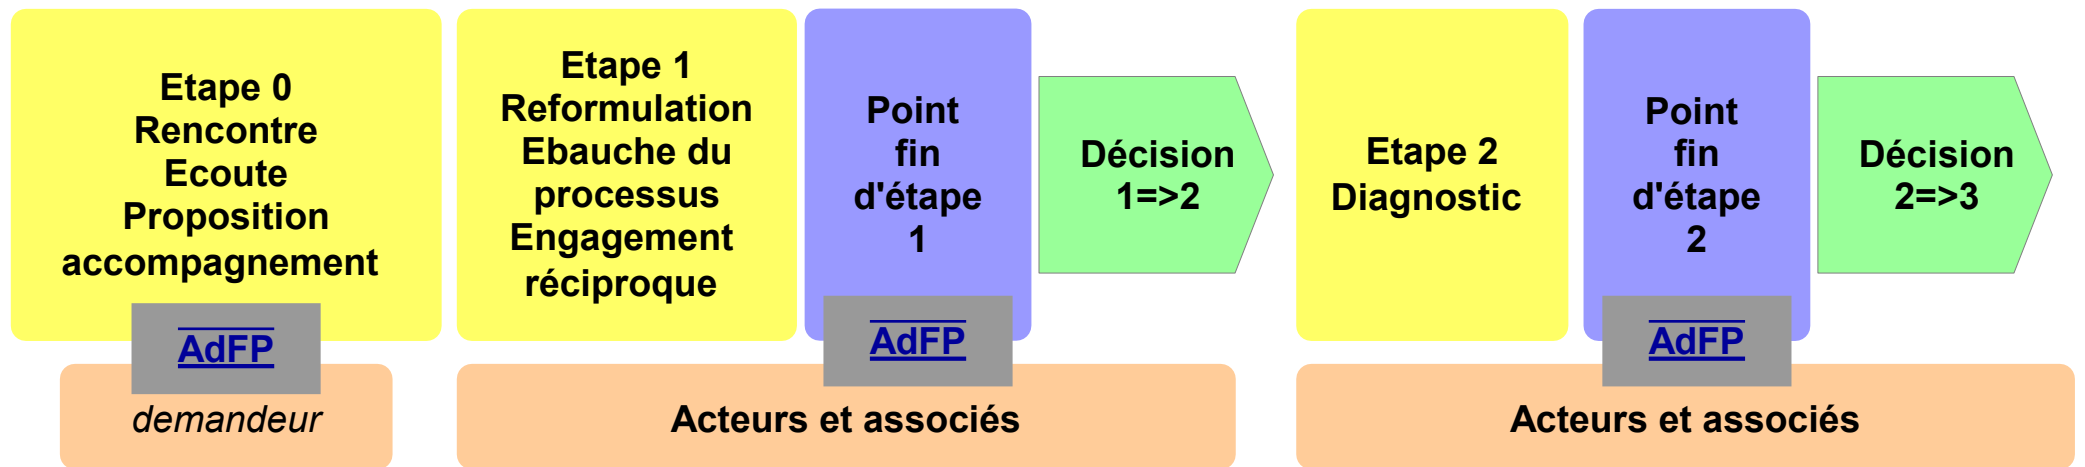 Etape 0
Rencontre
Ecoute
Proposition
accompagnement
AdFP
demandeur
Etape 1
Reformulation
Ebauche du
processus
Engagement
réciproque
Point
fin
d'étape
1
AdFP
Décision
1=>2
Acteurs et associés
Etape 2
Diagnostic
Point
fin
d'étape
2
AdFP
Décision
2=>3
Acteurs et associés